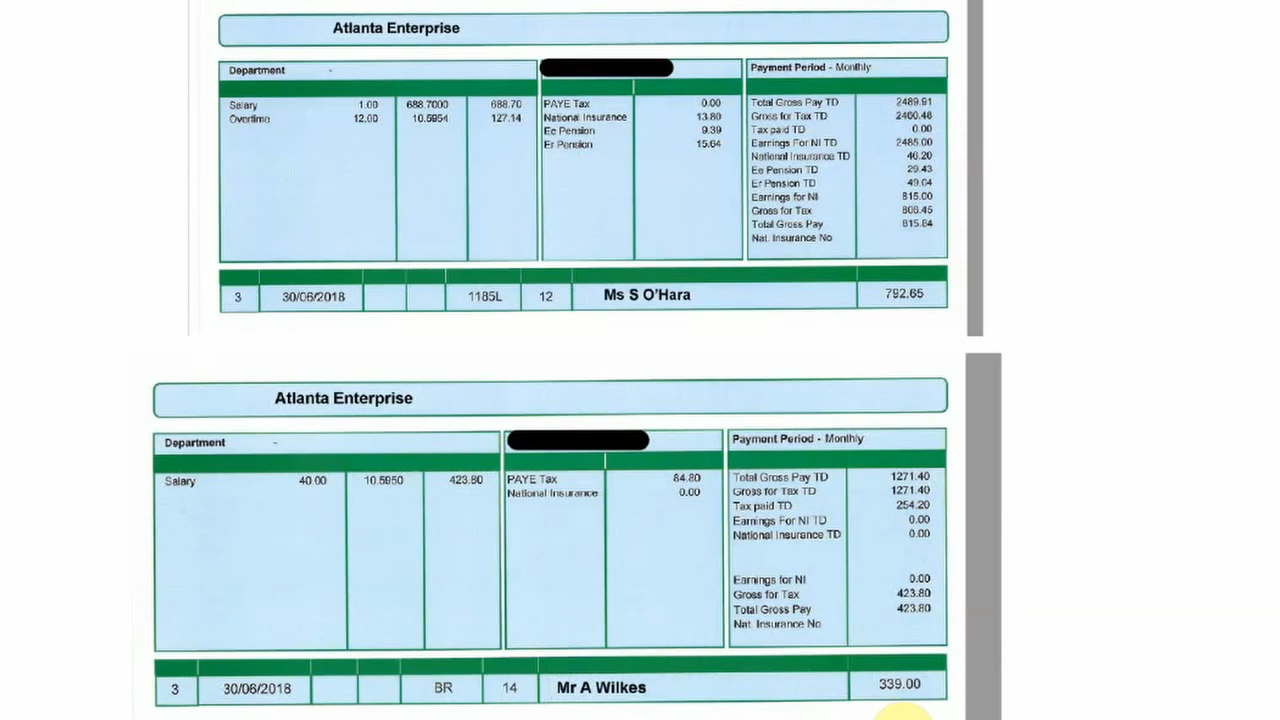 Atlanta Enterprise
Department -
Payment Period - Monthly
Salary 1.00 688.7000 688.70
Overtime 12.00 10.5954 127.14
PAYE Tax 0.00
National Insurance 13.80
Ee Pension 9.39
Er Pension 15.64
Total Gross Pay TD 2489.91
Gross for Tax TD 2460.48
Tax paid TD 0.00
Earnings For NI TD 2485.00
National Insurance TD 40.20
Ee Pension TD 29.43
Er Pension TD 49.04
Earnings for NI 815.00
Gross for Tax 806.45
Total Gross Pay 815.84
Nat. Insurance No
3 30/06/2018 1185L 12 Ms S O'Hara 792.65
Atlanta Enterprise
Department -
Payment Period - Monthly
Salary 40.00 10.5950 423.80
PAYE Tax 84.80
National Insurance 0.00
Total Gross Pay TD 1271.40
Gross for Tax TD 1271.40
Tax paid TD 254.20
Earnings For NI TD 0.00
National Insurance TD 0.00
Earnings for NI 0.00
Gross for Tax 423.80
Total Gross Pay 423.80
Nat. Insurance No
3 30/06/2018 BR 14 Mr A Wilkes 339.00